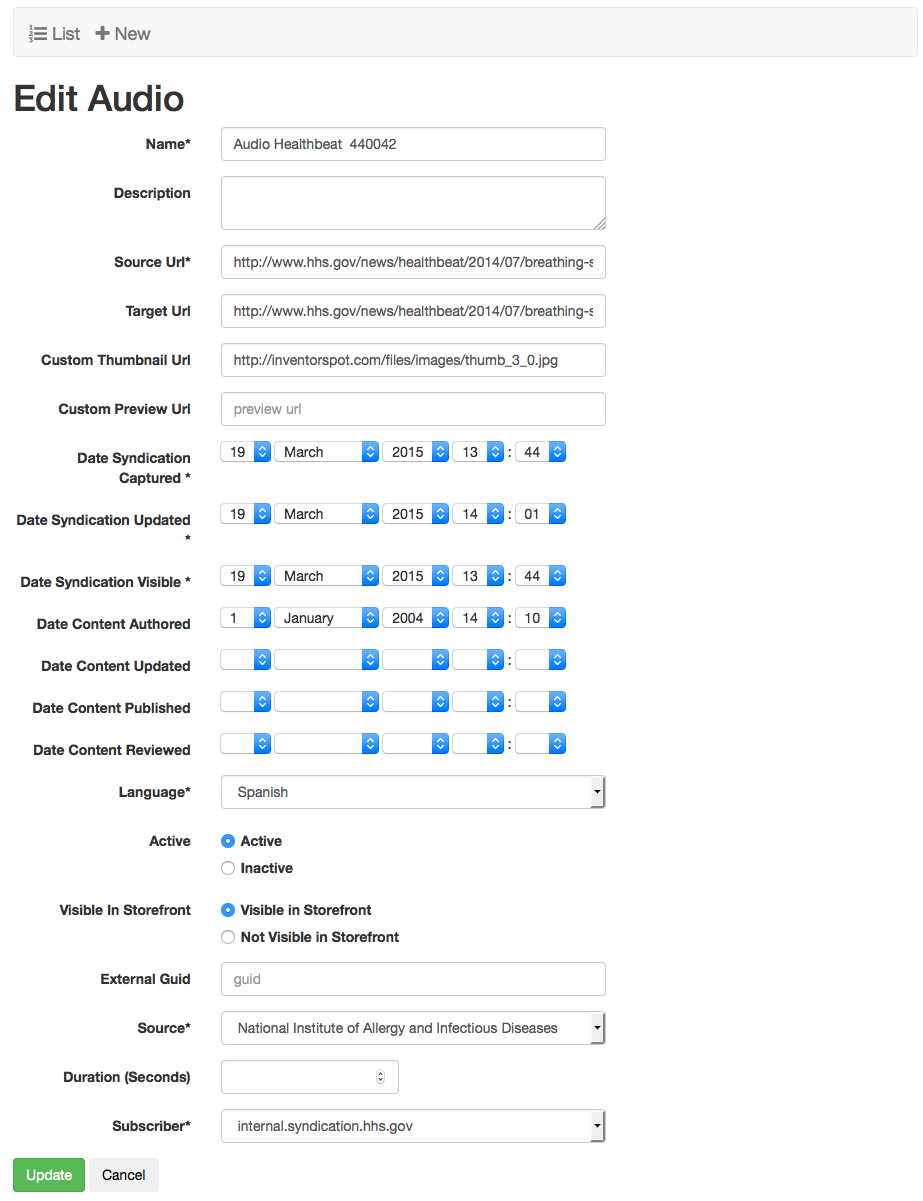 List New
Edit Audio
Name* Audio Healthbeat 440042
Description
Source Url* http://www.hhs.gov/news/healthbeat/2014/07/breathing-s
Target Url http://www.hhs.gov/news/healthbeat/2014/07/breathing-s
Custom Thumbnail Url http://inventorspot.com/files/images/thumb_3_0.jpg
Custom Preview Url preview url
Date Syndication 19 March 2015 13 : 44
Captured *
Date Syndication Updated 19 March 2015 14 : 01
*
Date Syndication Visible * 19 March 2015 13 : 44
Date Content Authored 1 January 2004 14 : 10
Date Content Updated :
Date Content Published :
Date Content Reviewed :
Language* Spanish
Active Active
Inactive
Visible In Storefront Visible in Storefront
Not Visible in Storefront
External Guid guid
Source* National Institute of Allergy and Infectious Diseases
Duration (Seconds)
Subscriber* internal.syndication.hhs.gov
Update Cancel